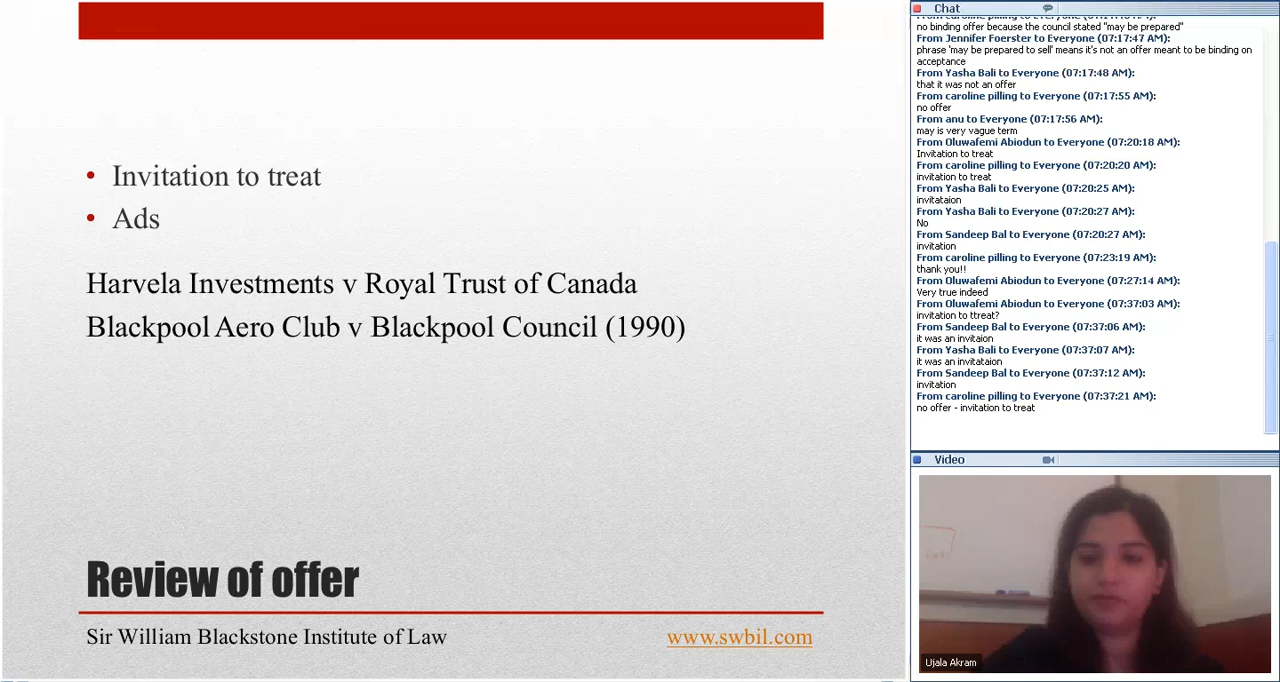 Invitation to treat
Ads
Harvela Investments v Royal Trust of Canada
Blackpool Aero Club v Blackpool Council (1990)
Review of offer
Sir William Blackstone Institute of Law
www.swbil.com
Chat
From caroline pilling to Everyone
no binding offer because the council stated "may be prepared"
From Jennifer Foerster to Everyone (07:17:47 AM):
phrase 'may be prepared to sell' means it's not an offer meant to be binding on
acceptance
From Yasha Bali to Everyone (07:17:48 AM):
that it was not an offer
From caroline pilling to Everyone (07:17:55 AM):
no offer
From anu to Everyone (07:17:56 AM):
may is very vague term
From Oluwafemi Abiodun to Everyone (07:20:18 AM):
Invitation to treat
From caroline pilling to Everyone (07:20:20 AM):
invitation to treat
From Yasha Bali to Everyone (07:20:25 AM):
invitataion
From Yasha Bali to Everyone (07:20:27 AM):
No
From Sandeep Bal to Everyone (07:20:27 AM):
invitation
From caroline pilling to Everyone (07:23:19 AM):
thank you!!
From Oluwafemi Abiodun to Everyone (07:27:14 AM):
Very true indeed
From Oluwafemi Abiodun to Everyone (07:37:03 AM):
invitation to ttreat?
From Sandeep Bal to Everyone (07:37:06 AM):
it was an invitaion
From Yasha Bali to Everyone (07:37:07 AM):
it was an invitataion
From Sandeep Bal to Everyone (07:37:12 AM):
invitation
From caroline pilling to Everyone (07:37:21 AM):
no offer - invitation to treat
Video
Ujala Akram